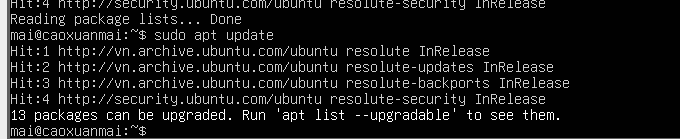 Hit:4 http://security.ubuntu.com/ubuntu resolute-security InRelease
Reading package lists... Done
mai@caoxuanmai:~$ sudo apt update
Hit:1 http://vn.archive.ubuntu.com/ubuntu resolute InRelease
Hit:2 http://vn.archive.ubuntu.com/ubuntu resolute-updates InRelease
Hit:3 http://vn.archive.ubuntu.com/ubuntu resolute-backports InRelease
Hit:4 http://security.ubuntu.com/ubuntu resolute-security InRelease
13 packages can be upgraded. Run 'apt list --upgradable' to see them.
mai@caoxuanmai:~$